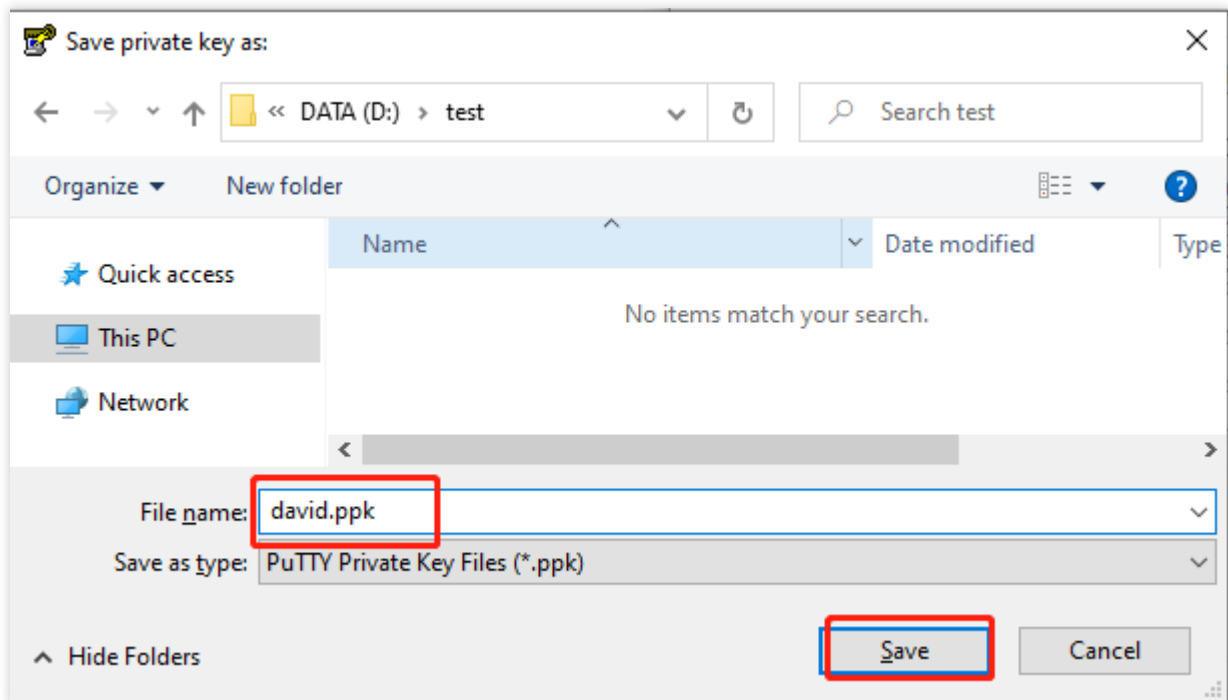 Save private key as:
« DATA (D:) › test
Search test
Organize
New folder
Name
Date modified
Type
Quick access
No items match your search.
This PC
Network
File name: david.ppk
Save as type: PuTTY Private Key Files (*.ppk)
Hide Folders
Save
Cancel